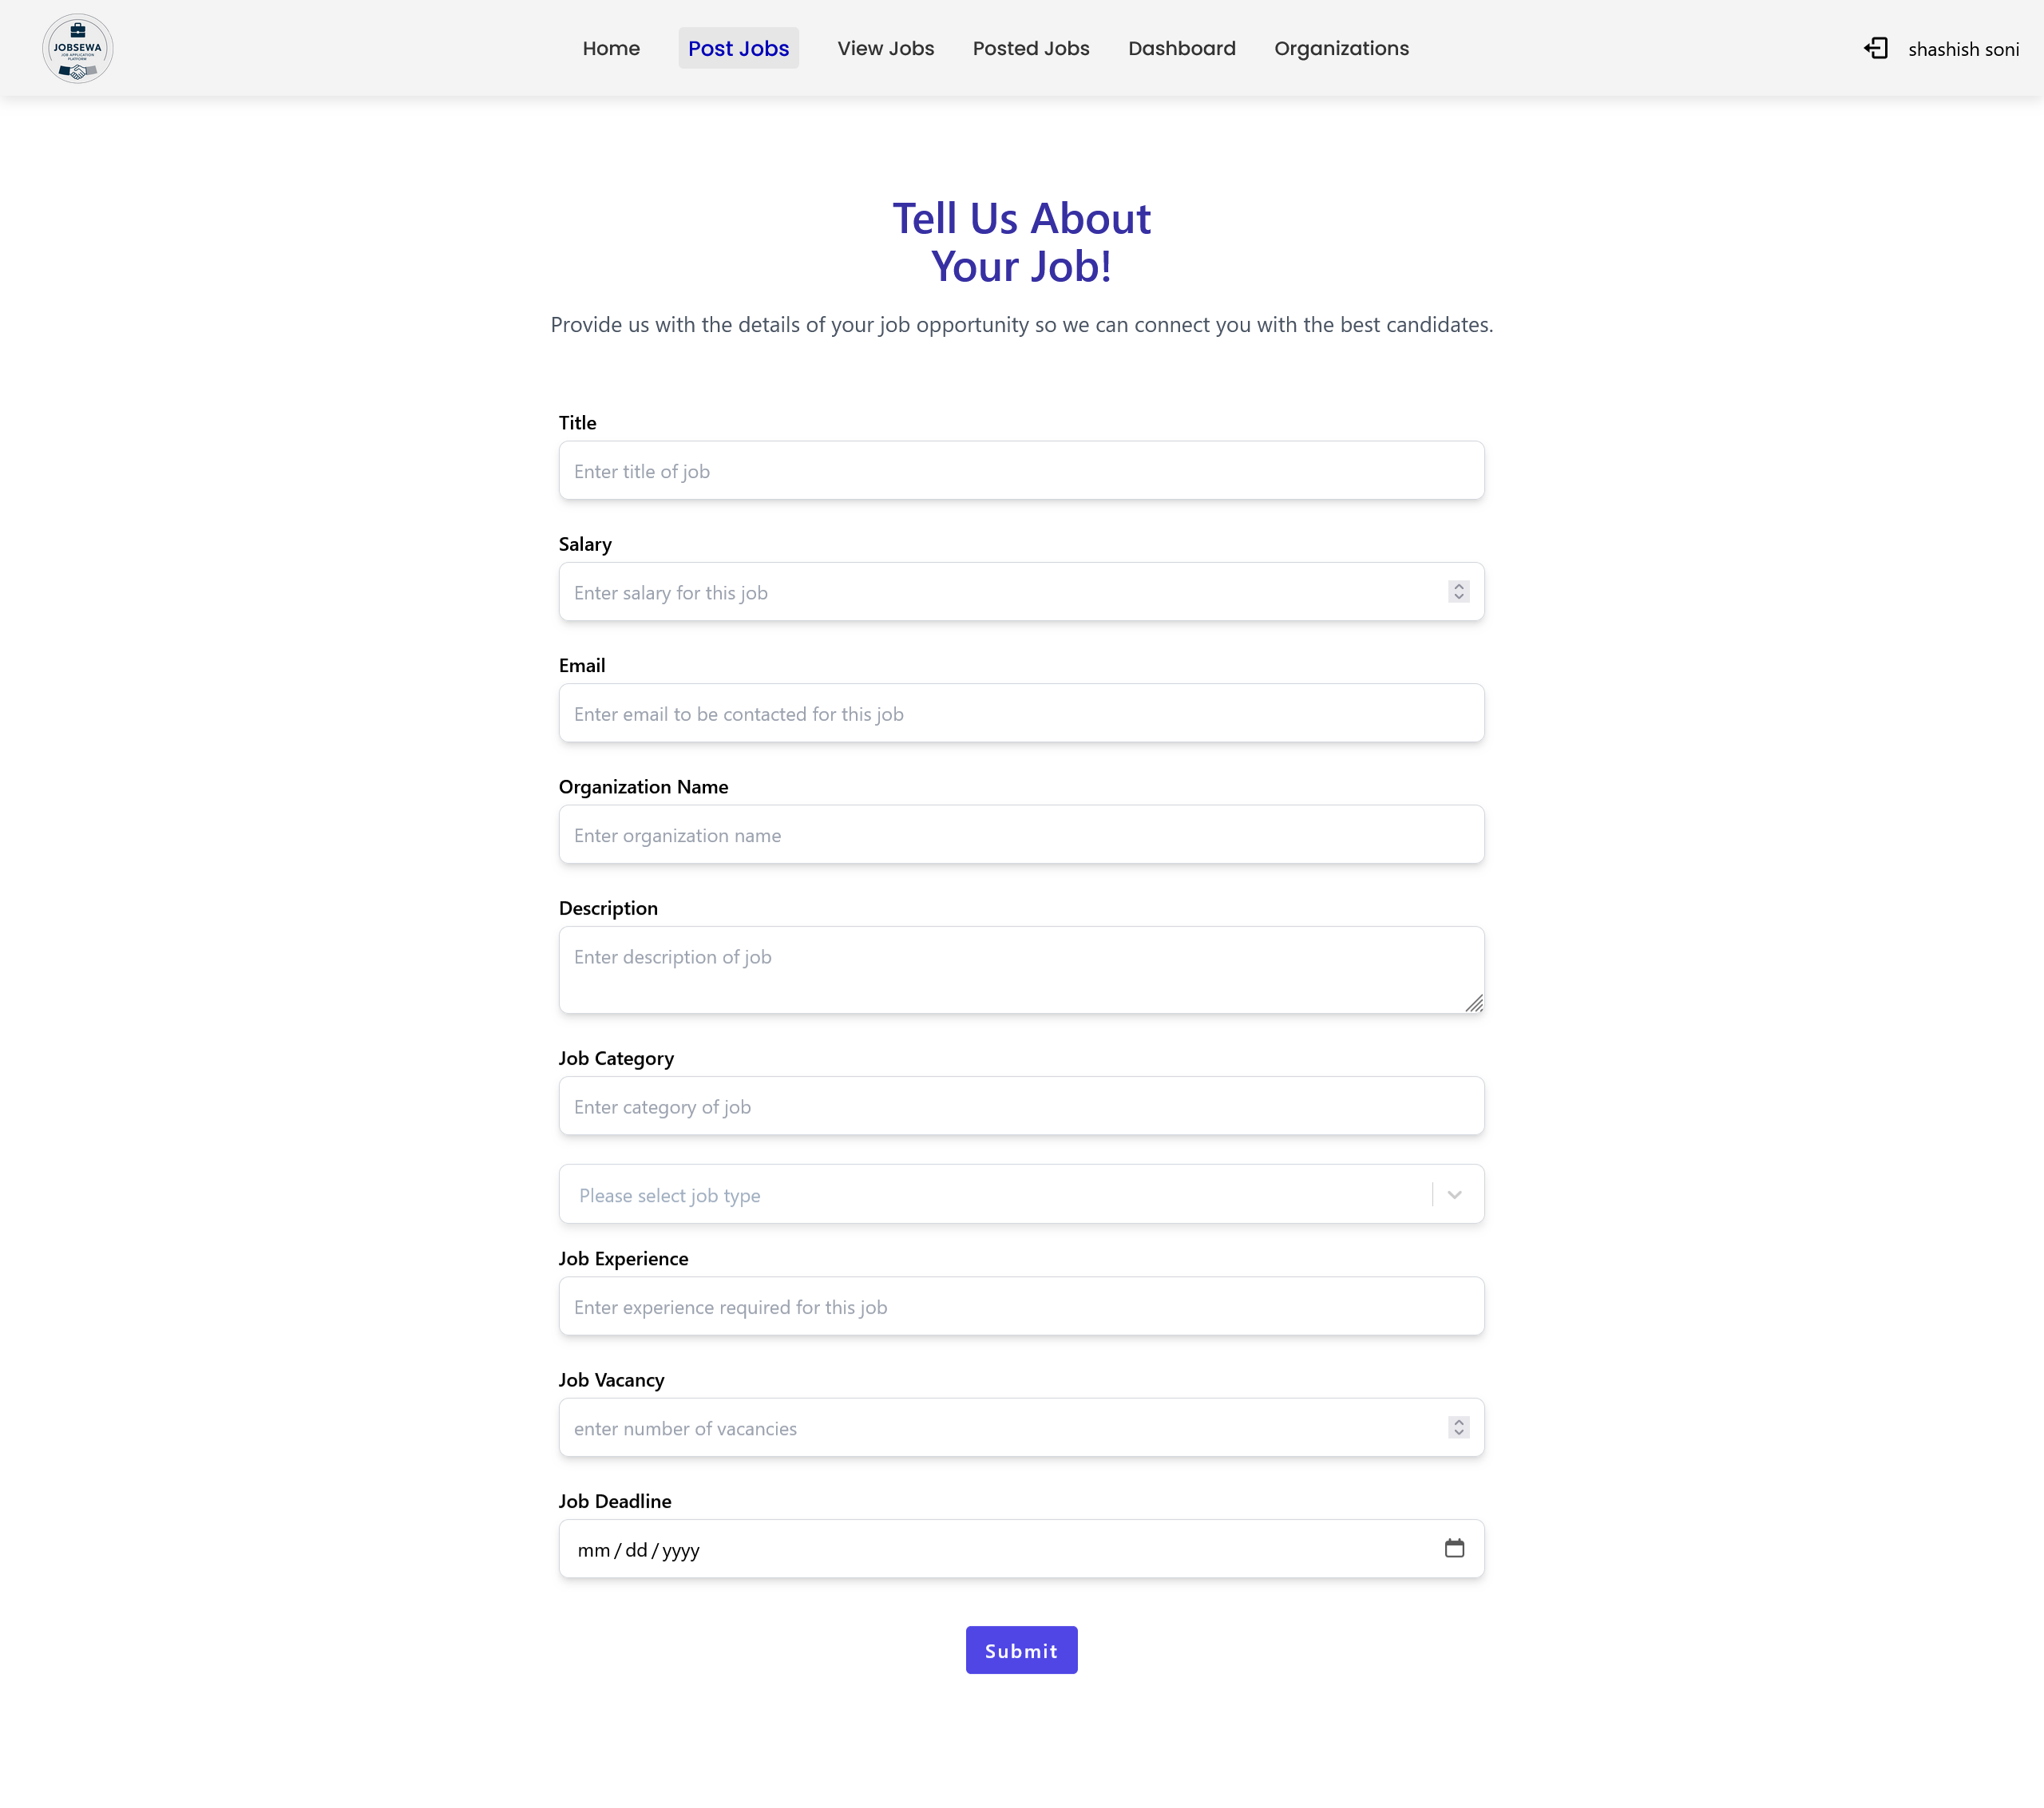 JOBSEWA
JOB APPLICATION
PLATFORM
Home
Post Jobs
View Jobs
Posted Jobs
Dashboard
Organizations
shashish soni
Tell Us About
Your Job!
Provide us with the details of your job opportunity so we can connect you with the best candidates.
Title
Enter title of job
Salary
Enter salary for this job
Email
Enter email to be contacted for this job
Organization Name
Enter organization name
Description
Enter description of job
Job Category
Enter category of job
Please select job type
Job Experience
Enter experience required for this job
Job Vacancy
enter number of vacancies
Job Deadline
mm/dd/yyyy
Submit